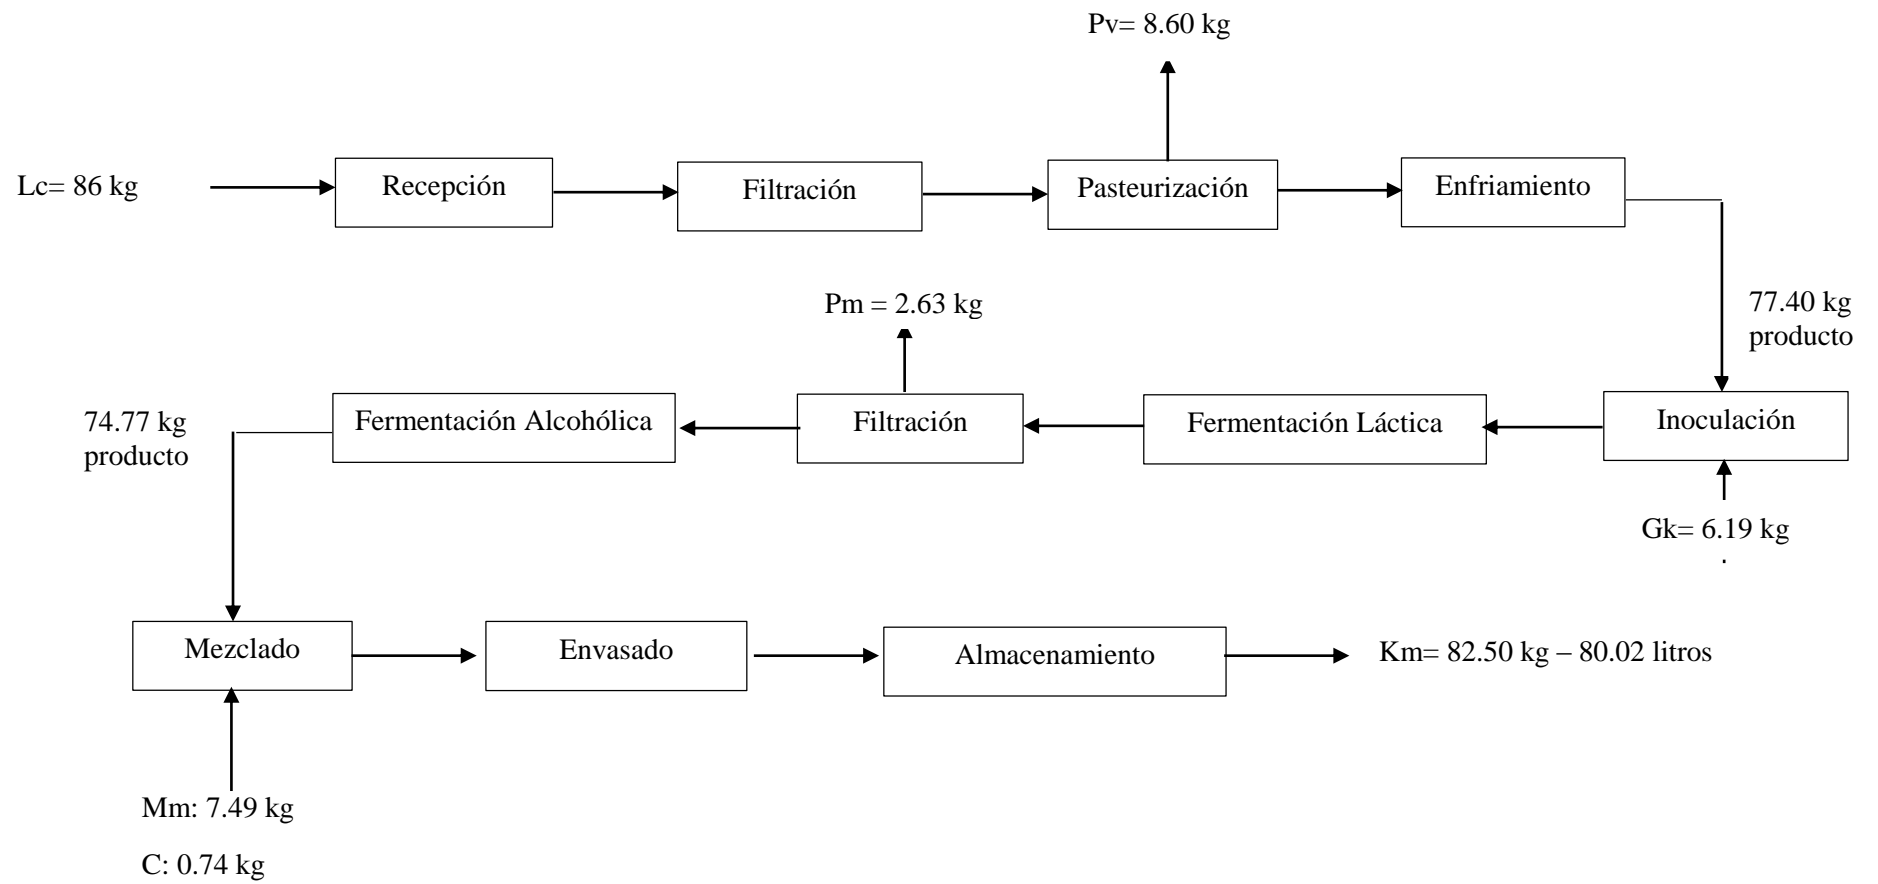 Pv= 8.60 kg
Lc= 86 kg
Recepción
Filtración
Pasteurización
Enfriamiento
77.40 kg
producto
Pm = 2.63 kg
74.77 kg
producto
Fermentación Alcohólica
Filtración
Fermentación Láctica
Inoculación
Gk= 6.19 kg
.
Mezclado
Envasado
Almacenamiento
Km= 82.50 kg – 80.02 litros
Mm: 7.49 kg
C: 0.74 kg